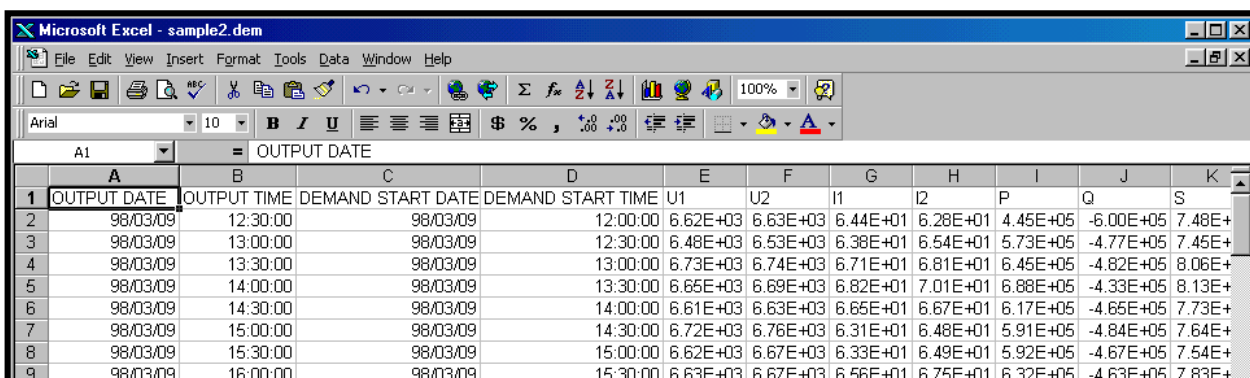 Microsoft Excel - sample2.dem
File Edit View Insert Format Tools Data Window Help
ABC Σ fx A Z Z A 100%
Arial 10 B I U $ % , A
A1 = OUTPUT DATE
A B C D E F G H I J K
1 OUTPUT DATE OUTPUT TIME DEMAND START DATE DEMAND START TIME U1 U2 I1 I2 P Q S
2 98/03/09 12:30:00 98/03/09 12:00:00 6.62E+03 6.63E+03 6.44E+01 6.28E+01 4.45E+05 -6.00E+05 7.48E+
3 98/03/09 13:00:00 98/03/09 12:30:00 6.48E+03 6.53E+03 6.38E+01 6.54E+01 5.73E+05 -4.77E+05 7.45E+
4 98/03/09 13:30:00 98/03/09 13:00:00 6.73E+03 6.74E+03 6.71E+01 6.81E+01 6.45E+05 -4.82E+05 8.06E+
5 98/03/09 14:00:00 98/03/09 13:30:00 6.65E+03 6.69E+03 6.82E+01 7.01E+01 6.88E+05 -4.33E+05 8.13E+
6 98/03/09 14:30:00 98/03/09 14:00:00 6.61E+03 6.63E+03 6.65E+01 6.67E+01 6.17E+05 -4.65E+05 7.73E+
7 98/03/09 15:00:00 98/03/09 14:30:00 6.72E+03 6.76E+03 6.31E+01 6.48E+01 5.91E+05 -4.84E+05 7.64E+
8 98/03/09 15:30:00 98/03/09 15:00:00 6.62E+03 6.67E+03 6.33E+01 6.49E+01 5.92E+05 -4.67E+05 7.54E+
9 98/03/09 16:00:00 98/03/09 15:30:00 6.63E+03 6.67E+03 6.56E+01 6.75E+01 6.32E+05 -4.63E+05 7.83E+